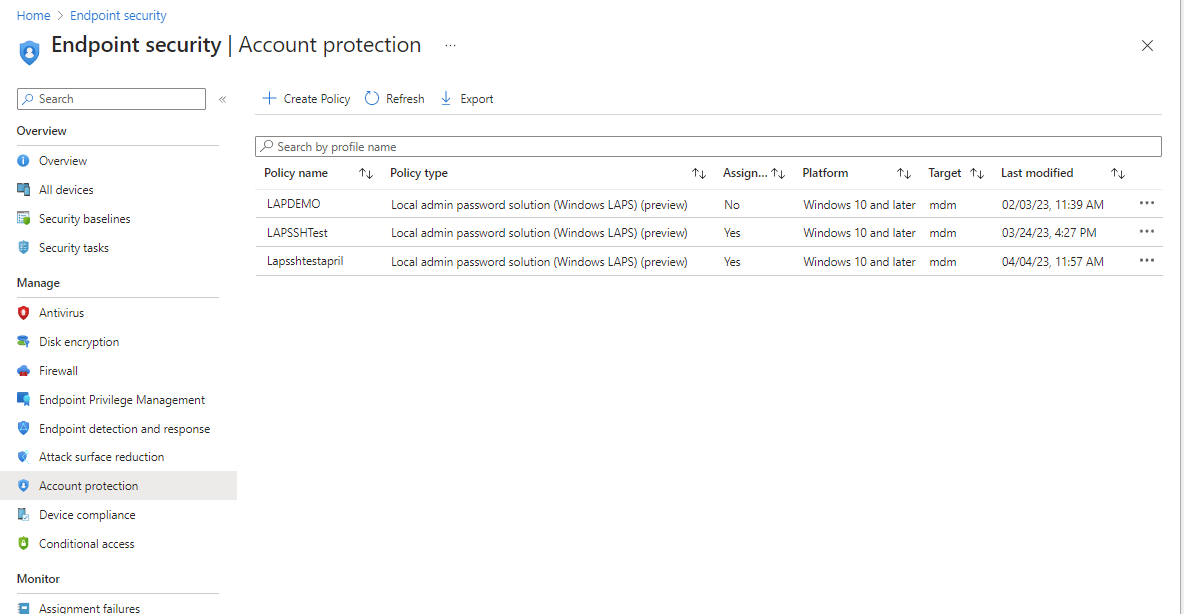 Home > Endpoint security
Endpoint security | Account protection ...
Search «
Overview
Overview
All devices
Security baselines
Security tasks
Manage
Antivirus
Disk encryption
Firewall
Endpoint Privilege Management
Endpoint detection and response
Attack surface reduction
Account protection
Device compliance
Conditional access
Monitor
Assignment failures
Create Policy Refresh Export
Search by profile name
Policy name Policy type Assign... Platform Target Last modified
LAPDEMO Local admin password solution (Windows LAPS) (preview) No Windows 10 and later mdm 02/03/23, 11:39 AM ...
LAPSSHTest Local admin password solution (Windows LAPS) (preview) Yes Windows 10 and later mdm 03/24/23, 4:27 PM ...
Lapsshtestapril Local admin password solution (Windows LAPS) (preview) Yes Windows 10 and later mdm 04/04/23, 11:57 AM ...